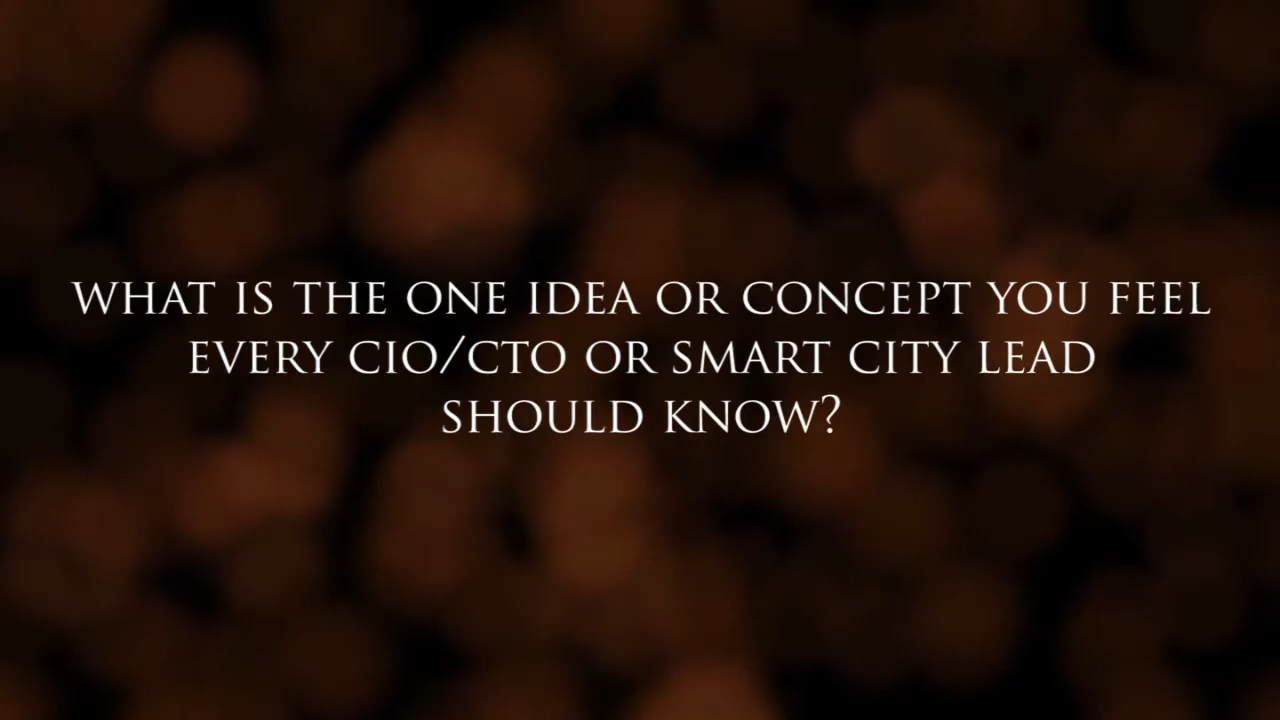 WHAT IS THE ONE IDEA OR CONCEPT YOU FEEL
EVERY CIO/CTO OR SMART CITY LEAD
SHOULD KNOW?